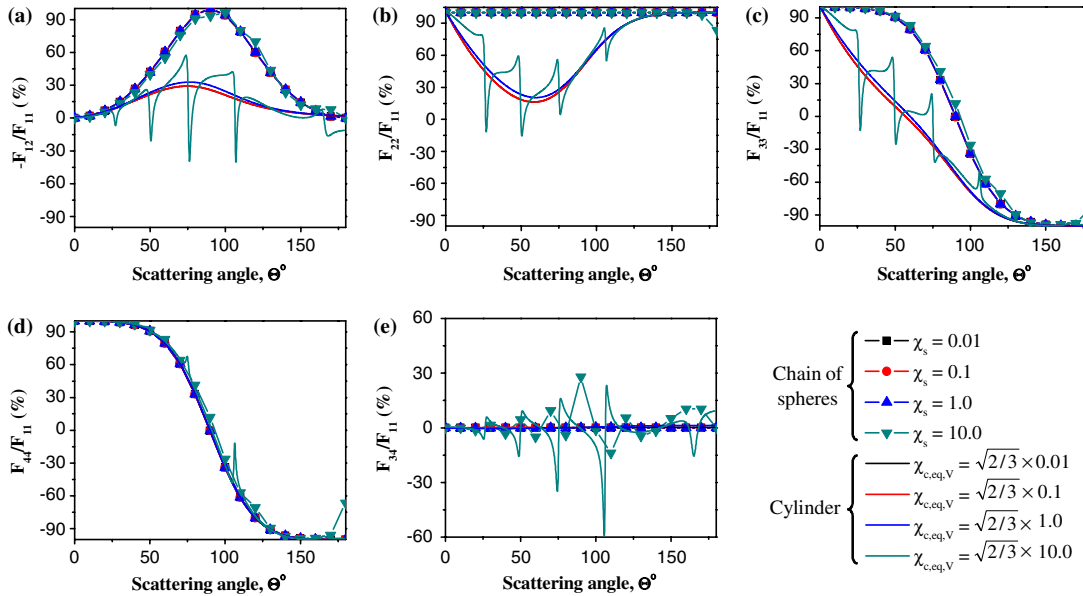 (a)
90
60
30
0
-30
-60
-90
-F₁₂/F₁₁ (%)
0 50 100 150
Scattering angle, Θ°
(b)
90
60
30
0
-30
-60
-90
F₂₂/F₁₁ (%)
0 50 100 150
Scattering angle, Θ°
(c)
90
60
30
0
-30
-60
-90
F₃₃/F₁₁ (%)
0 50 100 150
Scattering angle, Θ°
(d)
90
60
30
0
-30
-60
-90
F₄₄/F₁₁ (%)
0 50 100 150
Scattering angle, Θ°
(e)
60
30
0
-30
-60
F₃₄/F₁₁ (%)
0 50 100 150
Scattering angle, Θ°
Chain of
spheres
χₛ = 0.01
χₛ = 0.1
χₛ = 1.0
χₛ = 10.0
Cylinder
χc,eq,V = √2/3 × 0.01
χc,eq,V = √2/3 × 0.1
χc,eq,V = √2/3 × 1.0
χc,eq,V = √2/3 × 10.0